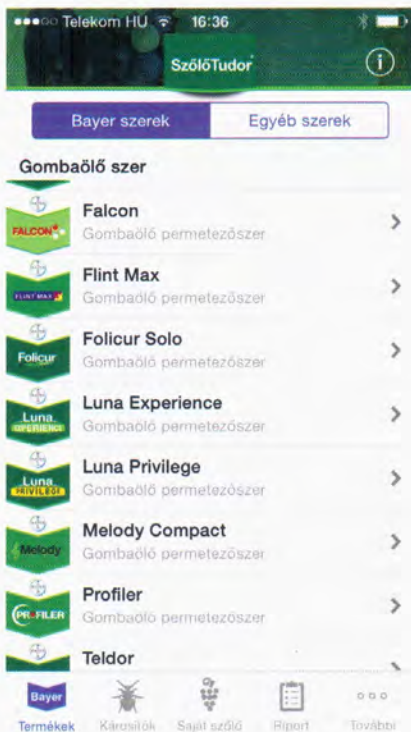 Telekom HU 16:36
SzőlőTudor
Bayer szerek Egyéb szerek
Gombaölő szer
FALCON
Falcon
Gombaölő permetezőszer
FLINT MAX
Flint Max
Gombaölő permetezőszer
Folicur
Folicur Solo
Gombaölő permetezőszer
Luna
EXPERIENCE
Luna Experience
Gombaölő permetezőszer
Luna
PRIVILEGE
Luna Privilege
Gombaölő permetezőszer
Melody
Melody Compact
Gombaölő permetezőszer
PROFILER
Profiler
Gombaölő permetezőszer
Teldor
Bayer
Termékek Károsítók Saját szőlő Riport További